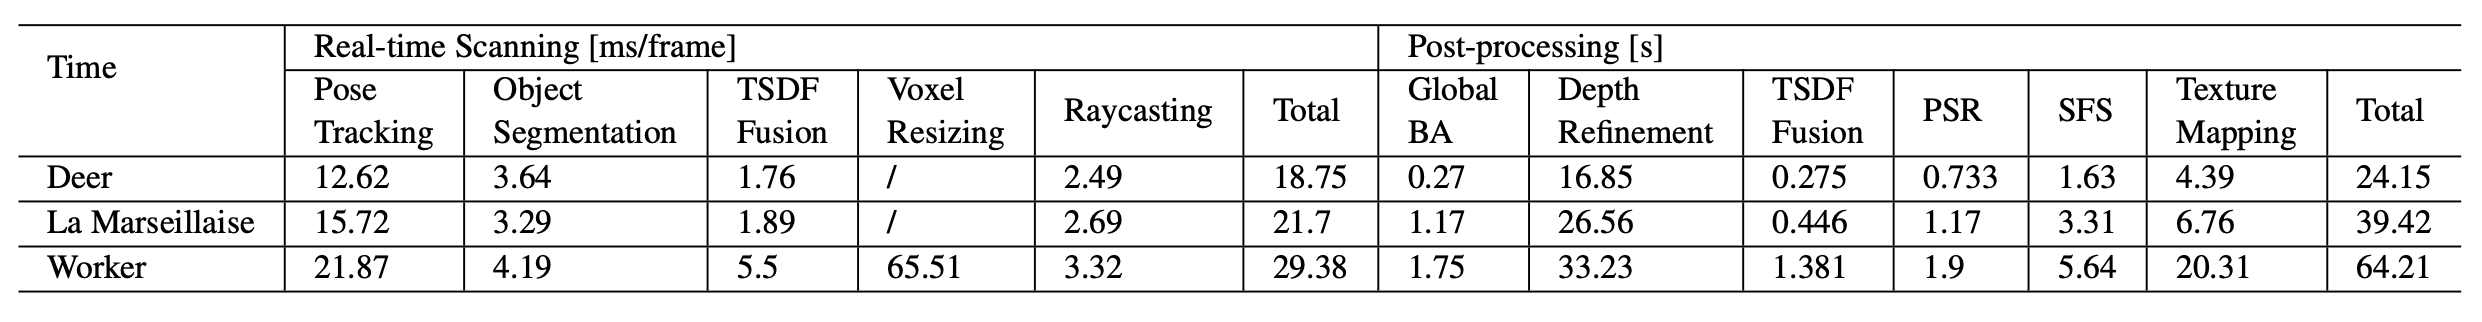 Time Real-time Scanning [ms/frame] Post-processing [s]
Pose Tracking Object Segmentation TSDF Fusion Voxel Resizing Raycasting Total Global BA Depth Refinement TSDF Fusion PSR SFS Texture Mapping Total
Deer 12.62 3.64 1.76 / 2.49 18.75 0.27 16.85 0.275 0.733 1.63 4.39 24.15
La Marseillaise 15.72 3.29 1.89 / 2.69 21.7 1.17 26.56 0.446 1.17 3.31 6.76 39.42
Worker 21.87 4.19 5.5 65.51 3.32 29.38 1.75 33.23 1.381 1.9 5.64 20.31 64.21